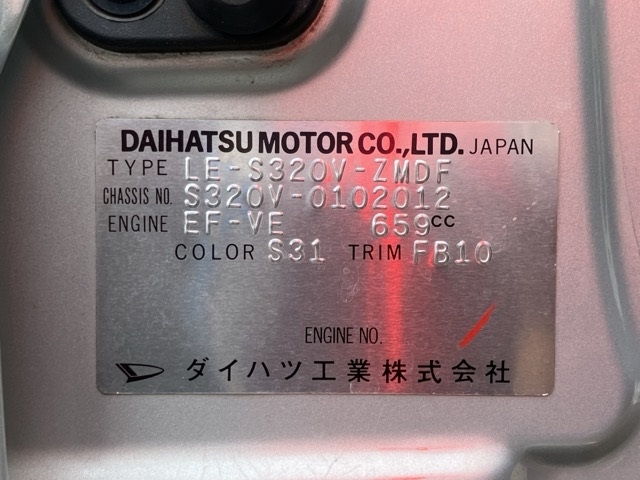 DAIHATSU MOTOR CO.,LTD. JAPAN
TYPE LE-S320V-ZMDF
CHASSIS NO. S320V-0102012
ENGINE EF-VE 659CC
COLOR S31 TRIM FB10
ENGINE NO.
ダイハツ工業株式会社